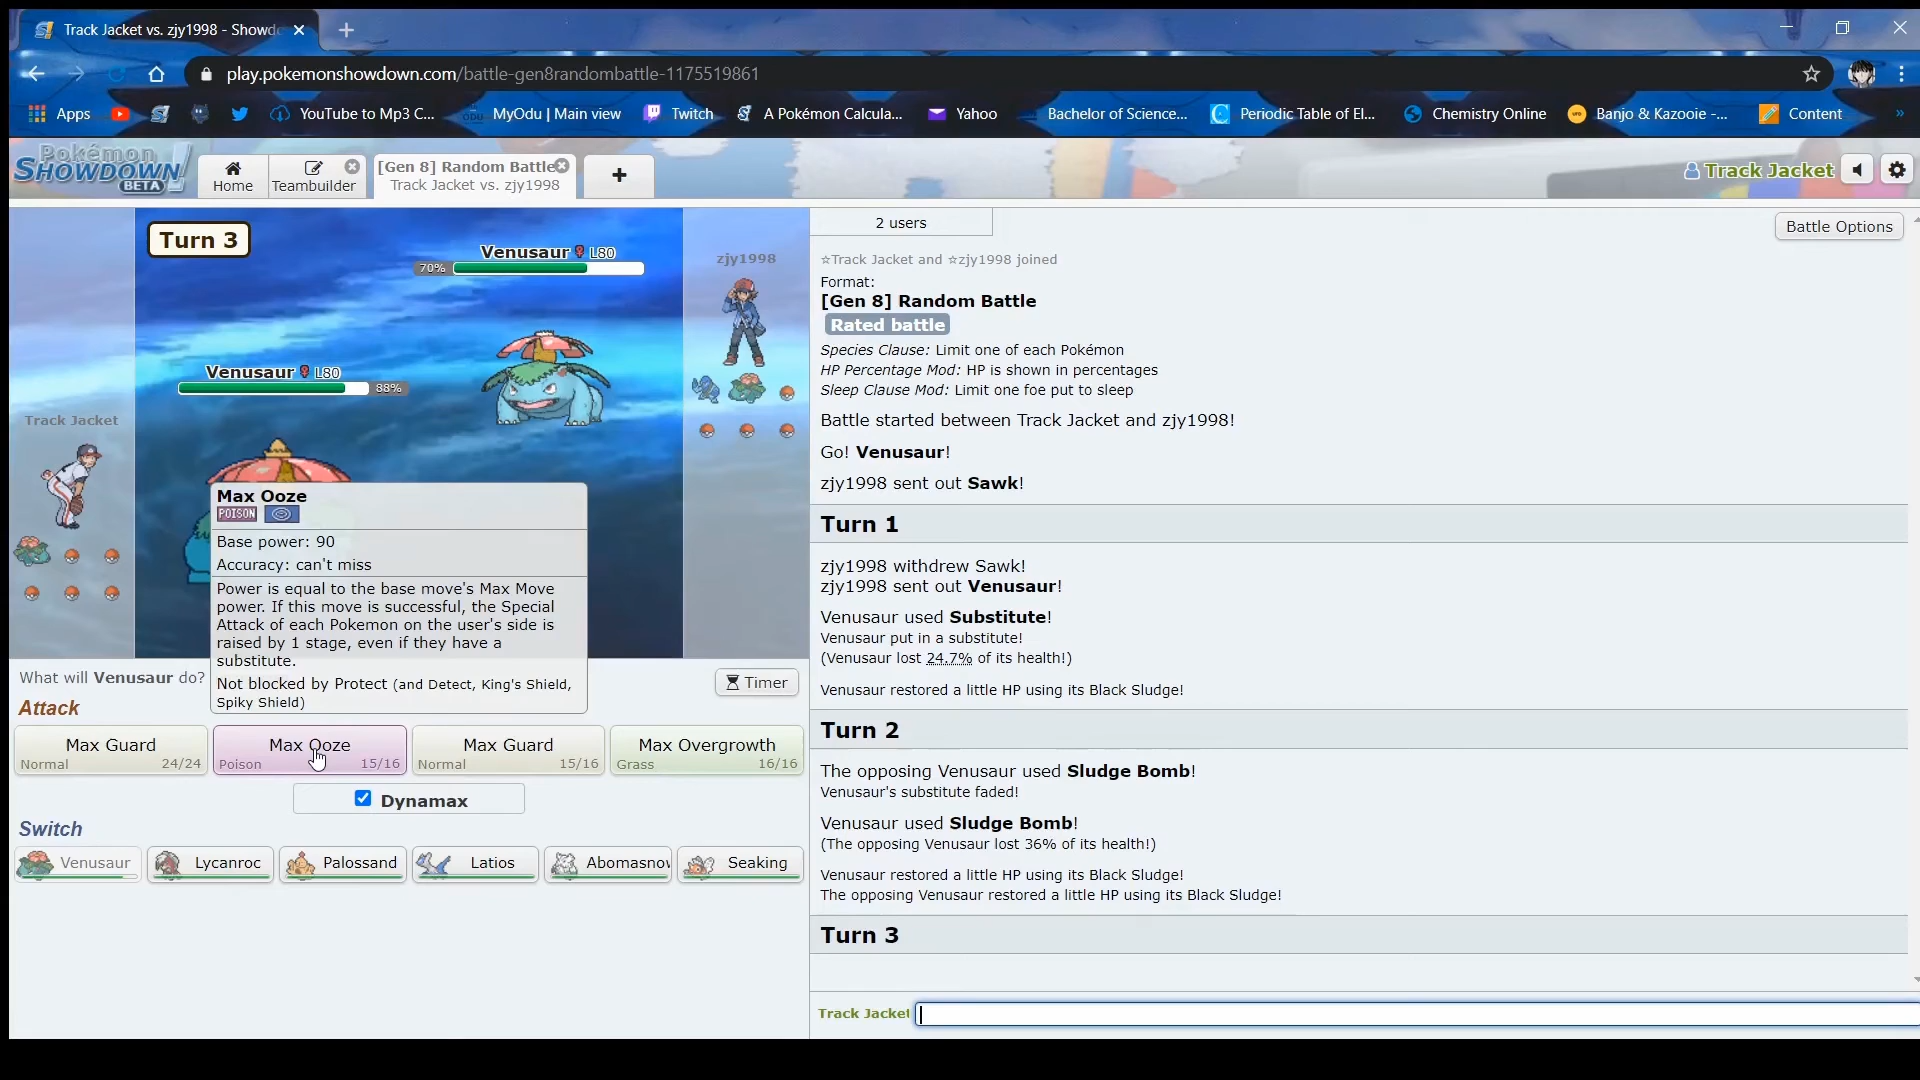 Track Jacket vs. zjy1998 - Showd
play.pokemonshowdown.com/battle-gen8randombattle-1175519861
Apps
YouTube to Mp3 C...
MyOdu | Main view
Twitch
A Pokémon Calcula...
Yahoo
Bachelor of Science...
Periodic Table of El...
Chemistry Online
Banjo & Kazooie -...
Content
»
Pokémon
SHOWDOWN!
BETA
Home
Teambuilder
[Gen 8] Random Battle
Track Jacket vs. zjy1998
Track Jacket
Turn 3
Venusaur L80
70%
zjy1998
Venusaur L80
88%
Track Jacket
Max Ooze
POISON
Base power: 90
Accuracy: can't miss
Power is equal to the base move's Max Move
power. If this move is successful, the Special
Attack of each Pokemon on the user's side is
raised by 1 stage, even if they have a
substitute.
Not blocked by Protect (and Detect, King's Shield,
Spiky Shield)
What will Venusaur do?
Timer
Attack
Max Guard
Normal 24/24
Max Ooze
Poison 15/16
Max Guard
Normal 15/16
Max Overgrowth
Grass 16/16
Dynamax
Switch
Venusaur
Lycanroc
Palossand
Latios
Abomasnow
Seaking
2 users
Battle Options
☆Track Jacket and ☆zjy1998 joined
Format:
[Gen 8] Random Battle
Rated battle
Species Clause: Limit one of each Pokémon
HP Percentage Mod: HP is shown in percentages
Sleep Clause Mod: Limit one foe put to sleep
Battle started between Track Jacket and zjy1998!
Go! Venusaur!
zjy1998 sent out Sawk!
Turn 1
zjy1998 withdrew Sawk!
zjy1998 sent out Venusaur!
Venusaur used Substitute!
Venusaur put in a substitute!
(Venusaur lost 24.7% of its health!)
Venusaur restored a little HP using its Black Sludge!
Turn 2
The opposing Venusaur used Sludge Bomb!
Venusaur's substitute faded!
Venusaur used Sludge Bomb!
(The opposing Venusaur lost 36% of its health!)
Venusaur restored a little HP using its Black Sludge!
The opposing Venusaur restored a little HP using its Black Sludge!
Turn 3
Track Jacket